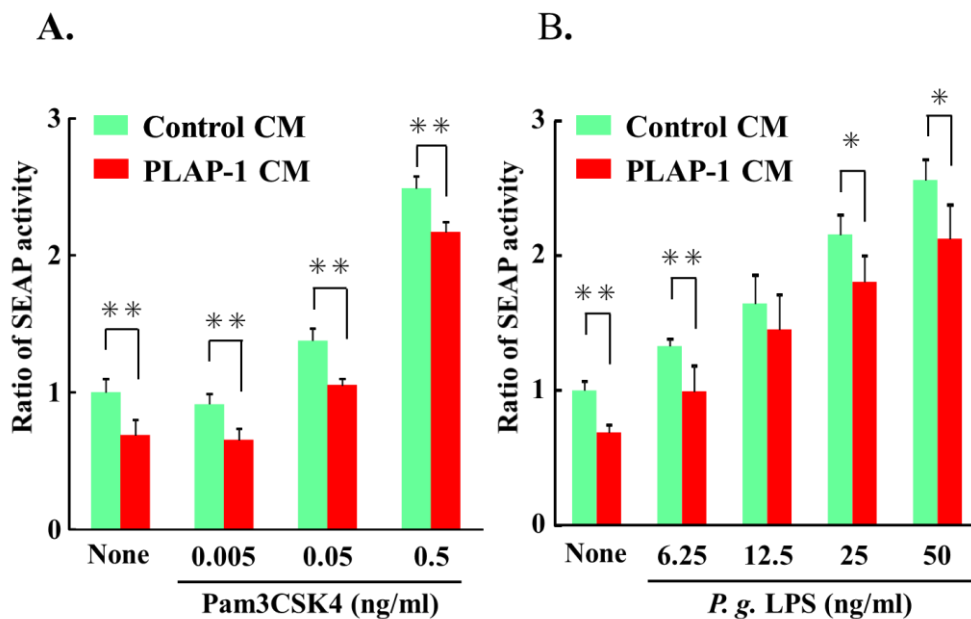 A.
Ratio of SEAP activity
3
2
1
0
Control CM
PLAP-1 CM
** ** ** **
None 0.005 0.05 0.5
Pam3CSK4 (ng/ml)
B.
Ratio of SEAP activity
3
2
1
0
Control CM
PLAP-1 CM
** ** * *
None 6.25 12.5 25 50
P. g. LPS (ng/ml)